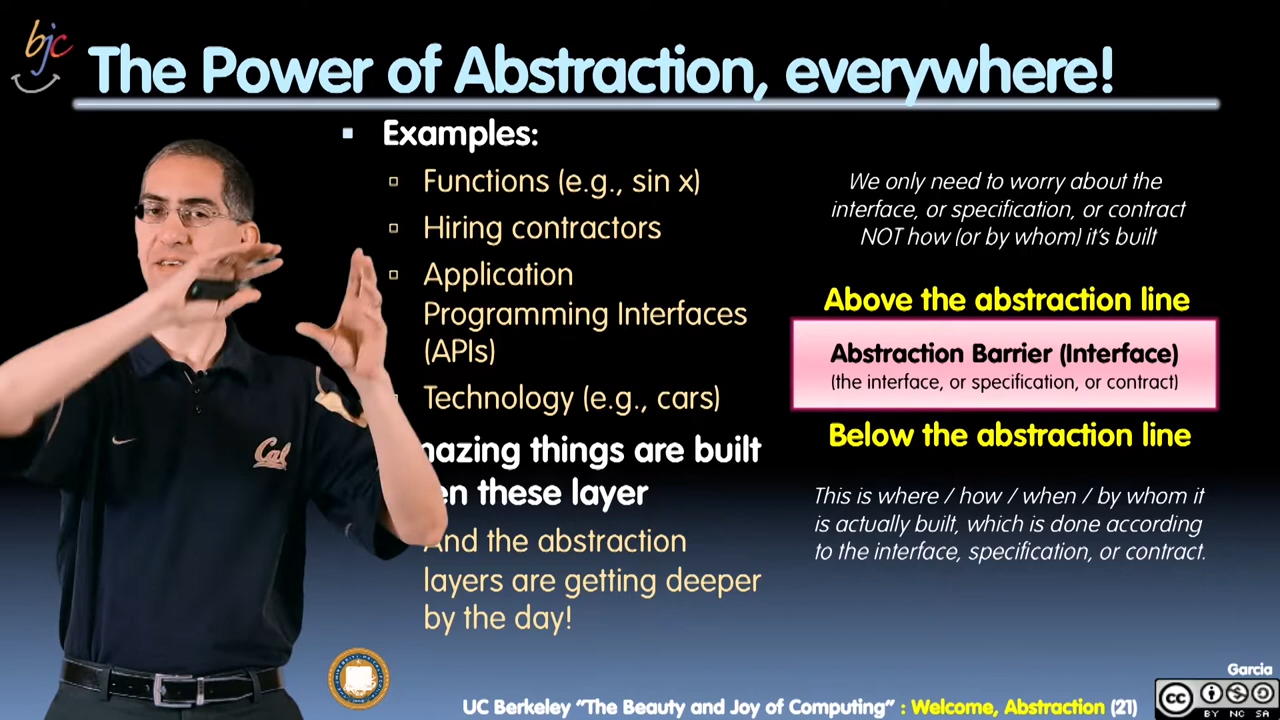 bjc
The Power of Abstraction, everywhere!
Examples:
Functions (e.g., sin x)
Hiring contractors
Application
Programming Interfaces
(APIs)
Technology (e.g., cars)
things are built
these layer
And the abstraction
layers are getting deeper
by the day!
We only need to worry about the
interface, or specification, or contract
NOT how (or by whom) it's built
Above the abstraction line
Abstraction Barrier (Interface)
(the interface, or specification, or contract)
Below the abstraction line
This is where / how / when / by whom it
is actually built, which is done according
to the interface, specification, or contract.
Cal
Garcia
UC Berkeley "The Beauty and Joy of Computing" : Welcome, Abstraction (21)
cc
BY NC SA